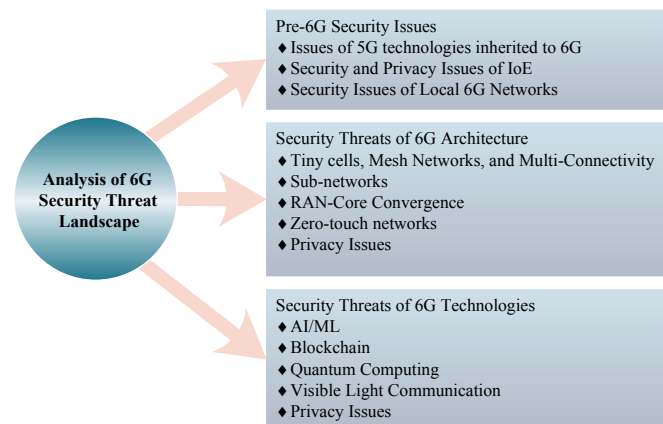 Analysis of 6G
Security Threat
Landscape
Pre-6G Security Issues
♦ Issues of 5G technologies inherited to 6G
♦ Security and Privacy Issues of IoE
♦ Security Issues of Local 6G Networks
Security Threats of 6G Architecture
♦ Tiny cells, Mesh Networks, and Multi-Connectivity
♦ Sub-networks
♦ RAN-Core Convergence
♦ Zero-touch networks
♦ Privacy Issues
Security Threats of 6G Technologies
♦ AI/ML
♦ Blockchain
♦ Quantum Computing
♦ Visible Light Communication
♦ Privacy Issues